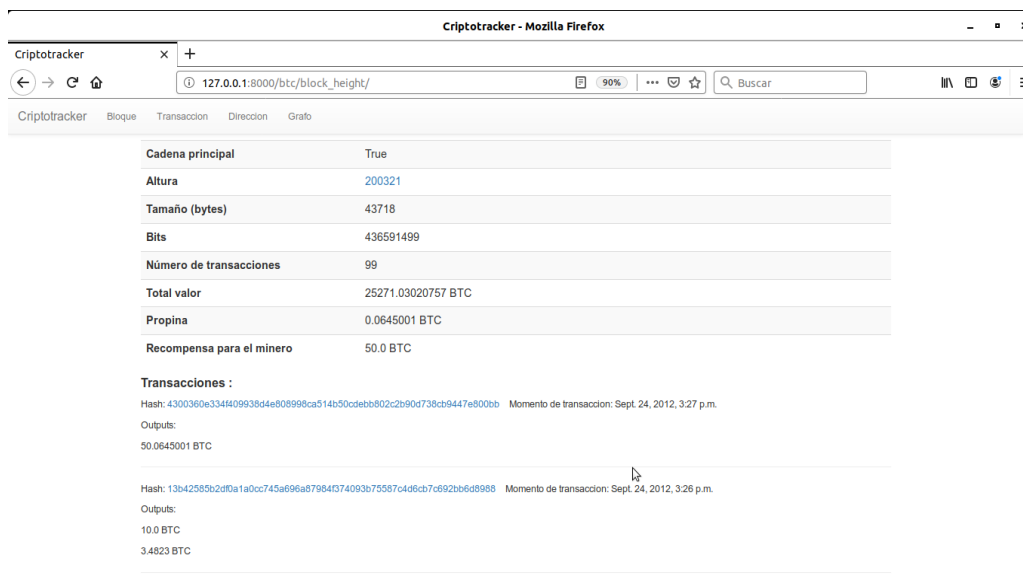 Criptotracker - Mozilla Firefox
Criptotracker
127.0.0.1:8000/btc/block_height/
90%
Buscar
Criptotracker Bloque Transaccion Direccion Grafo
Cadena principal True
Altura 200321
Tamaño (bytes) 43718
Bits 436591499
Número de transacciones 99
Total valor 25271.03020757 BTC
Propina 0.0645001 BTC
Recompensa para el minero 50.0 BTC
Transacciones :
Hash: 4300360e334f409938d4e808998ca514b50cdebb802c2b90d738cb9447e800bb Momento de transaccion: Sept. 24, 2012, 3:27 p.m.
Outputs:
50.0645001 BTC
Hash: 13b42585b2df0a1a0cc745a696a87984f374093b75587c4d6cb7c692bb6d8988 Momento de transaccion: Sept. 24, 2012, 3:26 p.m.
Outputs:
10.0 BTC
3.4823 BTC